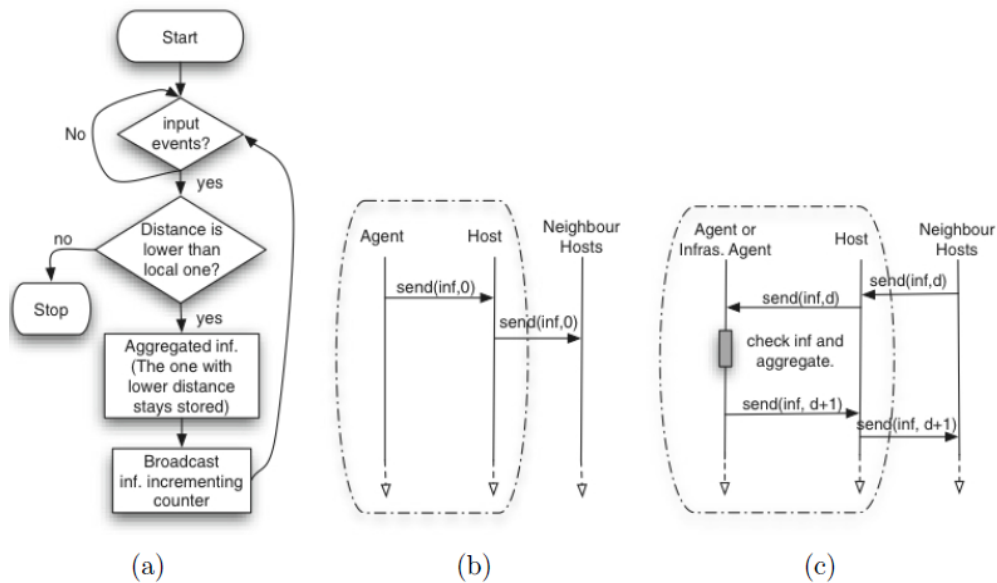 Start
input
events?
No
yes
Distance is
lower than
local one?
no
Stop
yes
Aggregated inf.
(The one with
lower distance
stays stored)
Broadcast
inf. incrementing
counter
(a)
Agent
Host
Neighbour
Hosts
send(inf,0)
send(inf,0)
(b)
Agent or
Infras. Agent
Host
Neighbour
Hosts
send(inf,d)
send(inf,d)
check inf and
aggregate.
send(inf, d+1)
send(inf, d+1)
(c)